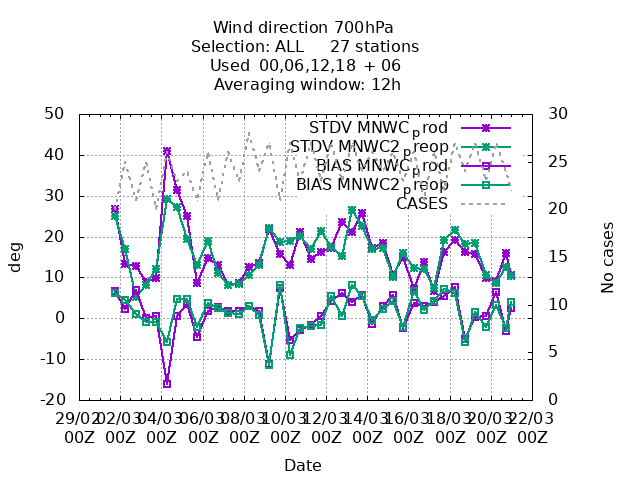 Wind direction 700hPa
Selection: ALL 27 stations
Used 00,06,12,18 + 06
Averaging window: 12h
50 30
STDV MNWC_prod
STDV MNWC2_preop
BIAS MNWC_prod
BIAS MNWC2_preop
CASES
40 25
30 20
20 15
10 10
0 5
-10 0
-20
deg
No cases
29/02 02/03 04/03 06/03 08/03 10/03 12/03 14/03 16/03 18/03 20/03 22/03
00Z 00Z 00Z 00Z 00Z 00Z 00Z 00Z 00Z 00Z 00Z 00Z
Date